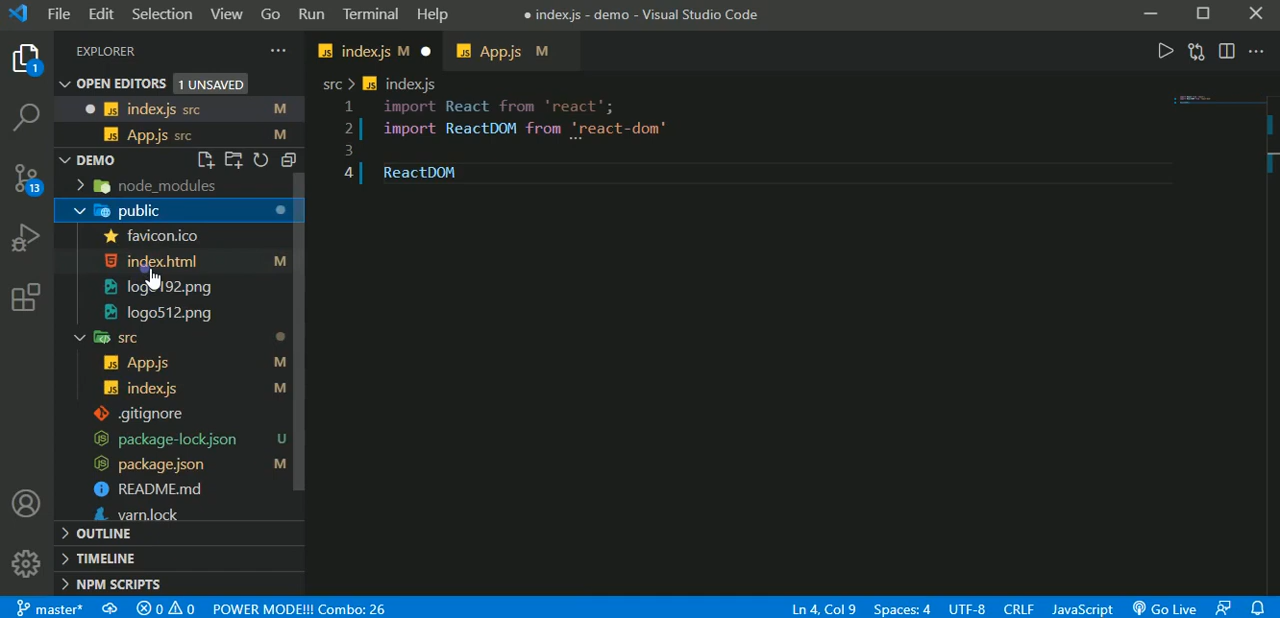 File Edit Selection View Go Run Terminal Help
● index.js - demo - Visual Studio Code
EXPLORER
1
OPEN EDITORS 1 UNSAVED
index.js src M
App.js src M
DEMO
13
node_modules
public
favicon.ico
index.html M
logo192.png
logo512.png
src
App.js M
index.js M
.gitignore
package-lock.json U
package.json M
README.md
yarn.lock
OUTLINE
TIMELINE
NPM SCRIPTS
JS index.js M
JS App.js M
src > JS index.js
1 import React from 'react';
2 import ReactDOM from 'react-dom'
3
4 ReactDOM
master* 0 0 POWER MODE!!! Combo: 26 Ln 4, Col 9 Spaces: 4 UTF-8 CRLF JavaScript Go Live